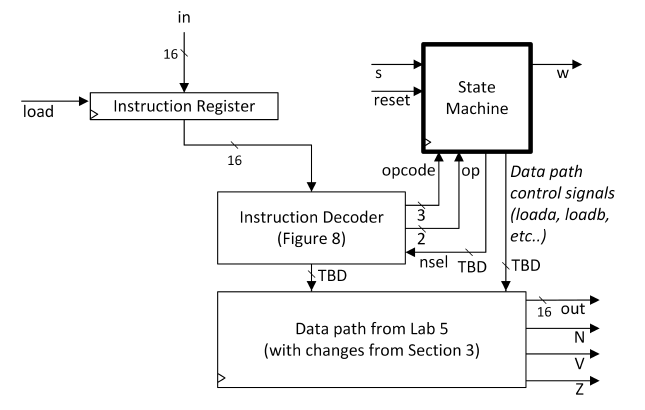 in
16
load
Instruction Register
16
s
reset
State
Machine
w
opcode
op
Data path
control signals
(loada, loadb,
etc..)
Instruction Decoder
(Figure 8)
3
2
nsel
TBD
TBD
TBD
Data path from Lab 5
(with changes from Section 3)
16
out
N
V
Z